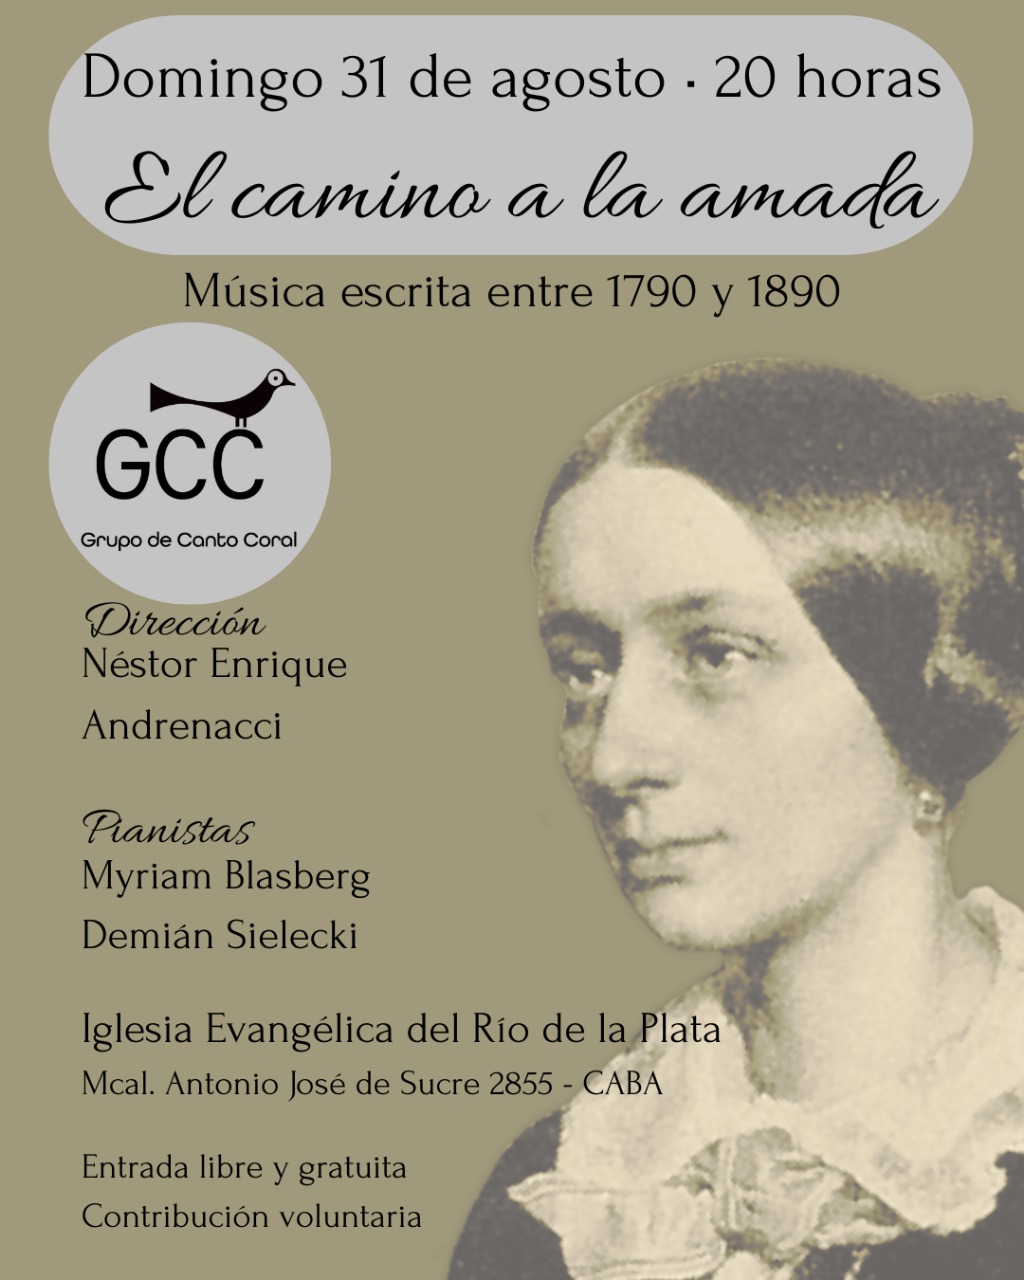 Domingo 31 de agosto · 20 horas
El camino a la amada
Música escrita entre 1790 y 1890
GCC
Grupo de Canto Coral
Dirección
Néstor Enrique
Andrenacci
Pianistas
Myriam Blasberg
Demián Sielecki
Iglesia Evangélica del Río de la Plata
Mcal. Antonio José de Sucre 2855 - CABA
Entrada libre y gratuita
Contribución voluntaria